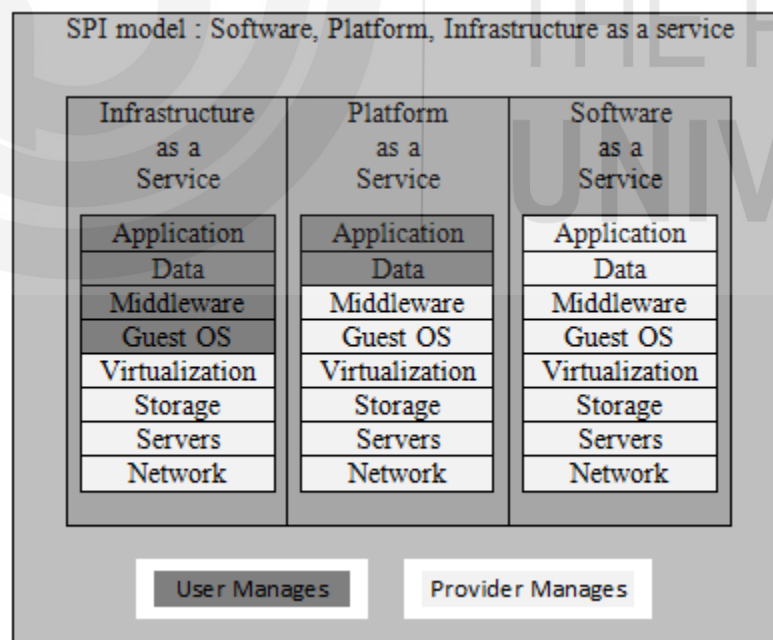 SPI model : Software, Platform, Infrastructure as a service
Infrastructure
as a
Service
Application
Data
Middleware
Guest OS
Virtualization
Storage
Servers
Network
Platform
as a
Service
Application
Data
Middleware
Guest OS
Virtualization
Storage
Servers
Network
Software
as a
Service
Application
Data
Middleware
Guest OS
Virtualization
Storage
Servers
Network
User Manages
Provider Manages